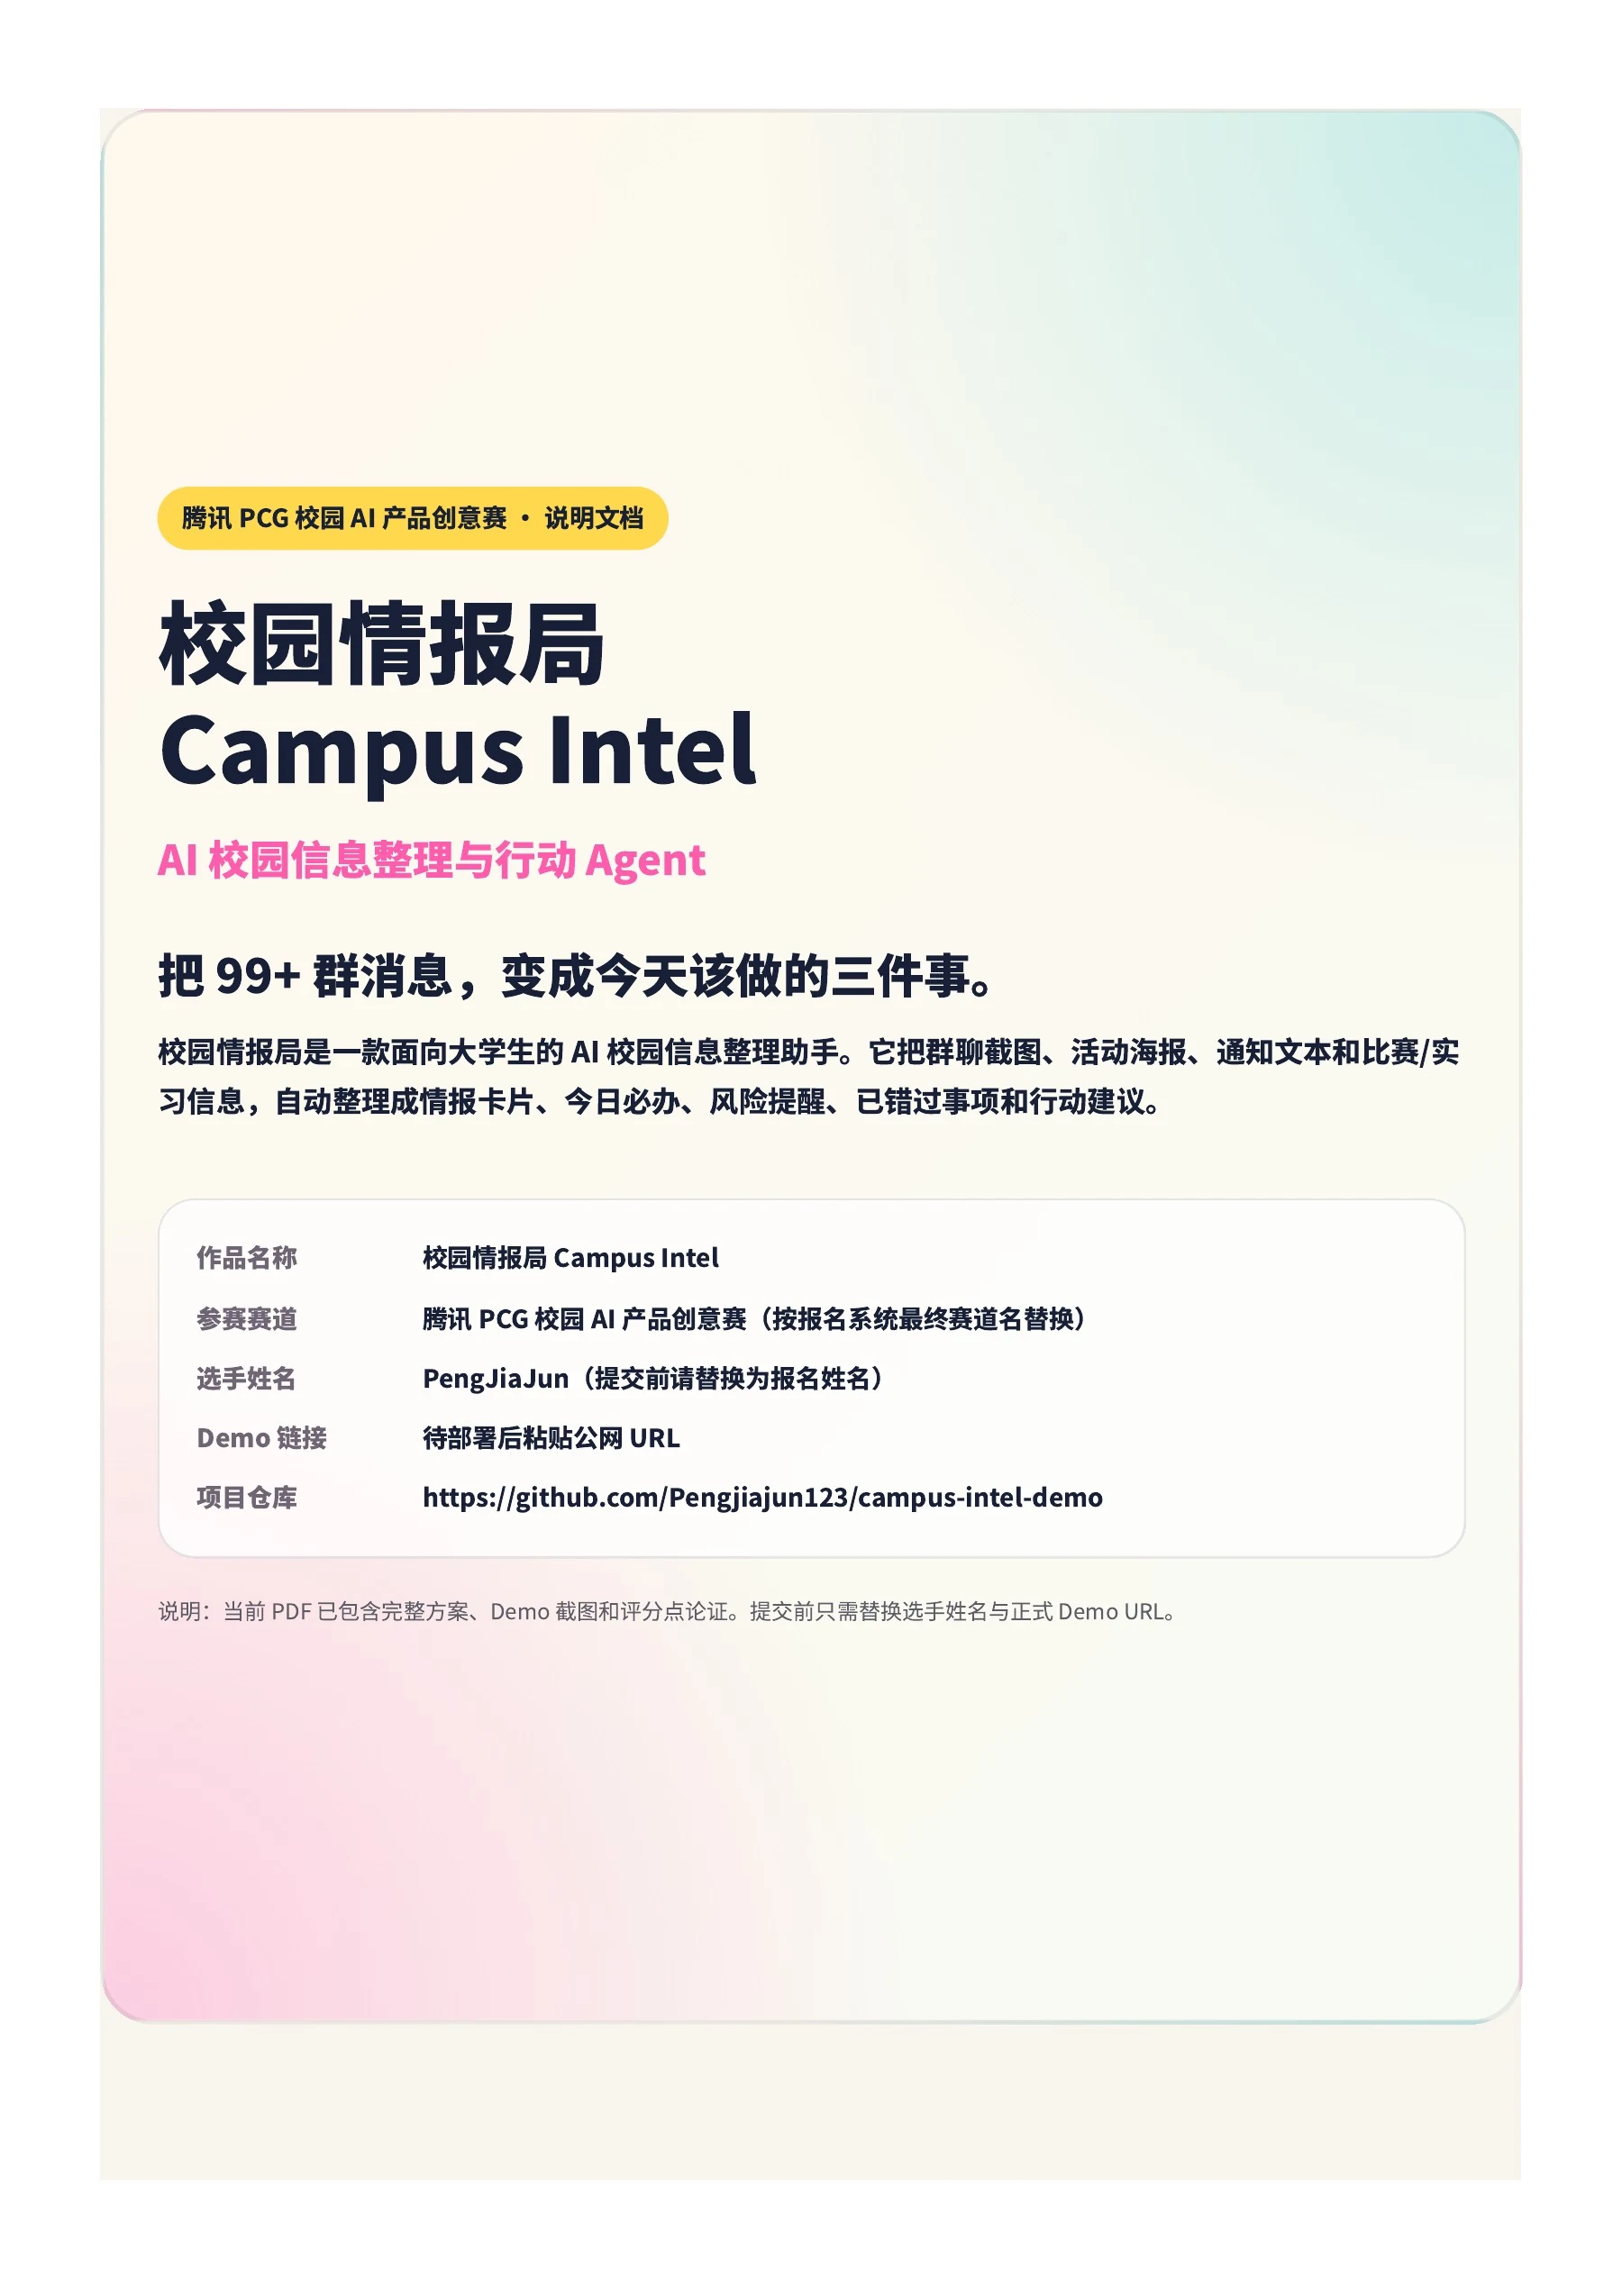 腾讯 PCG 校园 AI 产品创意赛 · 说明文档
校园情报局
Campus Intel
AI 校园信息整理与行动 Agent
把 99+ 群消息，变成今天该做的三件事。
校园情报局是一款面向大学生的 AI 校园信息整理助手。它把群聊截图、活动海报、通知文本和比赛/实
习信息，自动整理成情报卡片、今日必办、风险提醒、已错过事项和行动建议。
作品名称 校园情报局 Campus Intel
参赛赛道 腾讯 PCG 校园 AI 产品创意赛（按报名系统最终赛道名替换）
选手姓名 PengJiaJun（提交前请替换为报名姓名）
Demo 链接 待部署后粘贴公网 URL
项目仓库 https://github.com/Pengjiajun123/campus-intel-demo
说明：当前 PDF 已包含完整方案、Demo 截图和评分点论证。提交前只需替换选手姓名与正式 Demo URL。